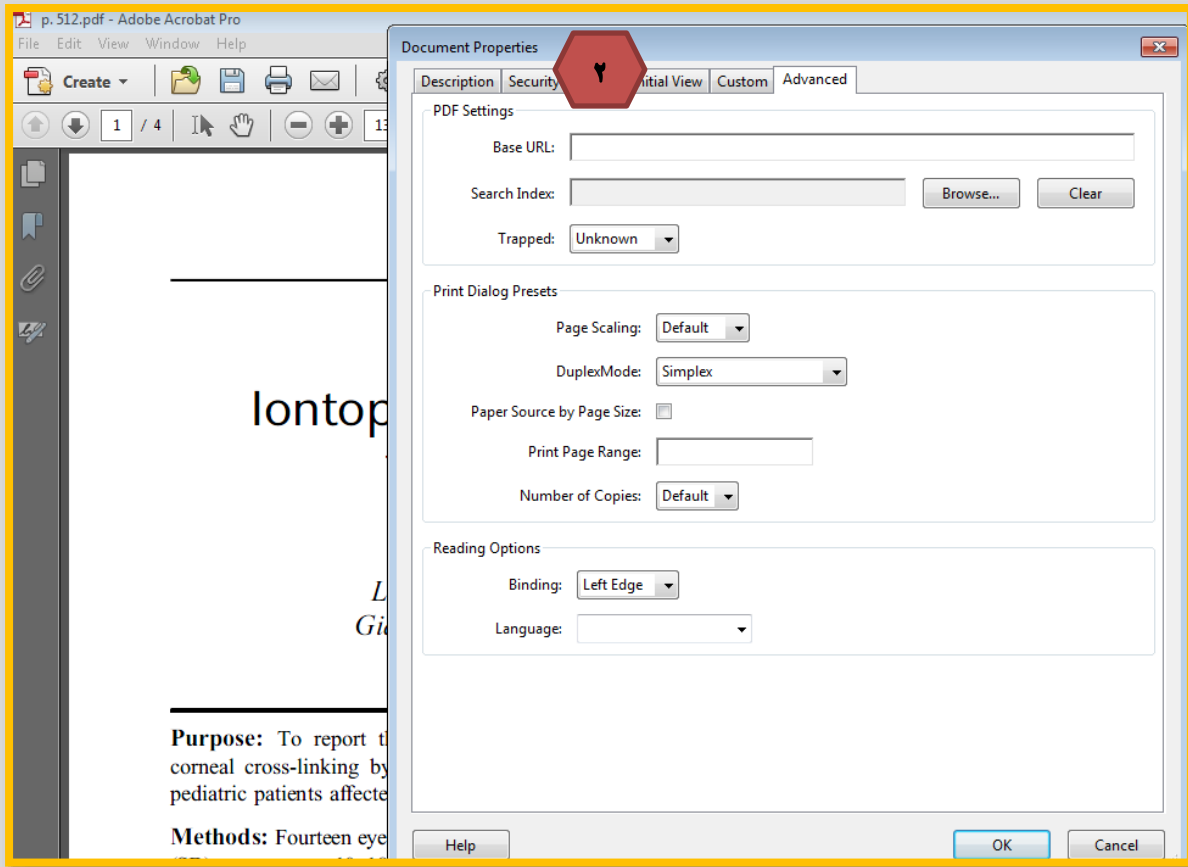 p. 512.pdf - Adobe Acrobat Pro
File Edit View Window Help
Create
1 / 4
Document Properties
Description Security ۲ nitial View Custom Advanced
PDF Settings
Base URL:
Search Index: Browse... Clear
Trapped: Unknown
Print Dialog Presets
Page Scaling: Default
DuplexMode: Simplex
Paper Source by Page Size:
Print Page Range:
Number of Copies: Default
Reading Options
Binding: Left Edge
Language:
Help OK Cancel
Iontop
L
Gi
Purpose: To report t
corneal cross-linking by
pediatric patients affecte
Methods: Fourteen eye